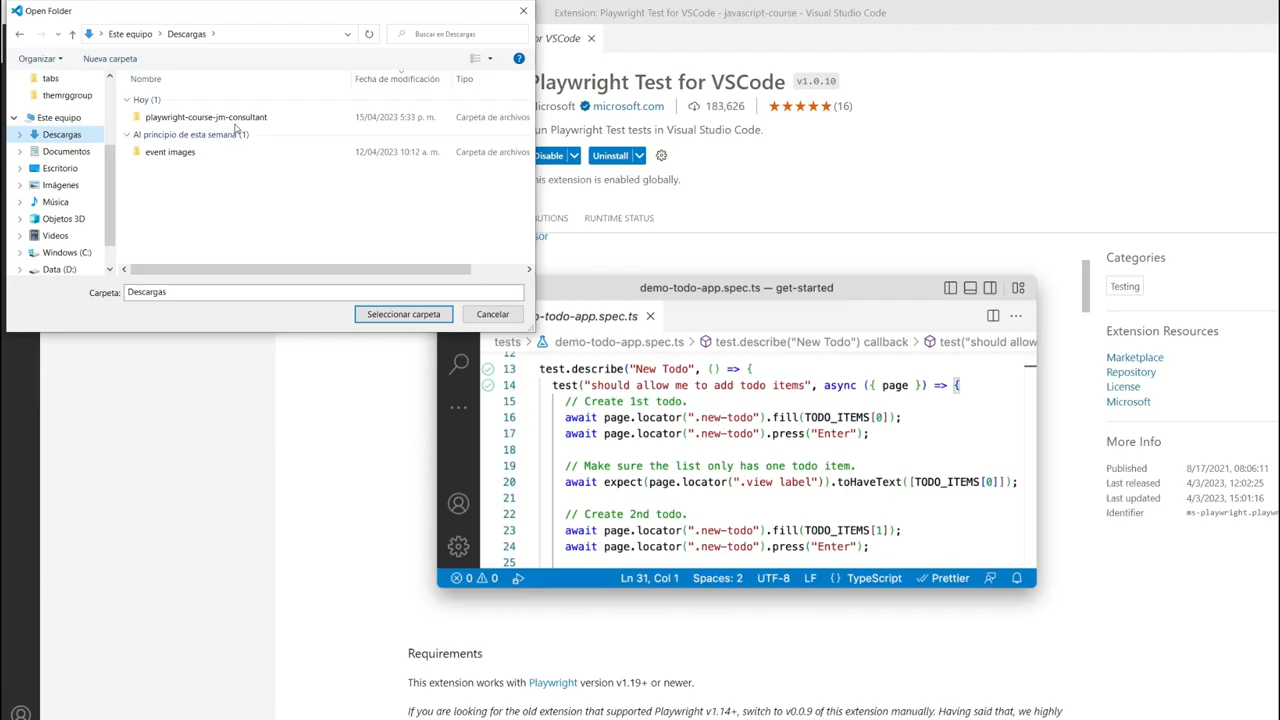 Open Folder
Extension: Playwright Test for VSCode - javascript-course - Visual Studio Code
Este equipo
Descargas
Buscar en Descargas
VSCode
Organizar
Nueva carpeta
tabs
themrggroup
Este equipo
Descargas
Documentos
Escritorio
Imágenes
Música
Objetos 3D
Videos
Windows (C:)
Data (D:)
Nombre
Fecha de modificación
Tipo
Hoy (1)
playwright-course-jm-consultant
15/04/2023 5:33 p. m.
Carpeta de archivos
Al principio de esta semana (1)
event images
12/04/2023 10:12 a. m.
Carpeta de archivos
Carpeta:
Descargas
Seleccionar carpeta
Cancelar
Playwright Test for VSCode
v1.0.10
microsoft.com
183,626
(16)
un Playwright Test tests in Visual Studio Code.
Disable
Uninstall
his extension is enabled globally.
RUNTIME STATUS
demo-todo-app.spec.ts — get-started
o-todo-app.spec.ts
tests
demo-todo-app.spec.ts
test.describe("New Todo") callback
test("should allow
12
13 test.describe("New Todo", () => {
14 test("should allow me to add todo items", async ({ page }) => {
15 // Create 1st todo.
16 await page.locator(".new-todo").fill(TODO_ITEMS[0]);
17 await page.locator(".new-todo").press("Enter");
18
19 // Make sure the list only has one todo item.
20 await expect(page.locator(".view label")).toHaveText([TODO_ITEMS[0]]);
21
22 // Create 2nd todo.
23 await page.locator(".new-todo").fill(TODO_ITEMS[1]);
24 await page.locator(".new-todo").press("Enter");
25
0
0
Ln 31, Col 1
Spaces: 2
UTF-8
LF
{ } TypeScript
Prettier
Categories
Testing
Extension Resources
Marketplace
Repository
License
Microsoft
More Info
Published 8/17/2021, 08:06:11
Last released 4/3/2023, 12:02:25
Last updated 4/3/2023, 15:01:16
Identifier ms-playwright.playw
Requirements
This extension works with Playwright version v1.19+ or newer.
If you are looking for the old extension that supported Playwright v1.14+, switch to v0.0.9 of this extension manually. Having said that, we highly